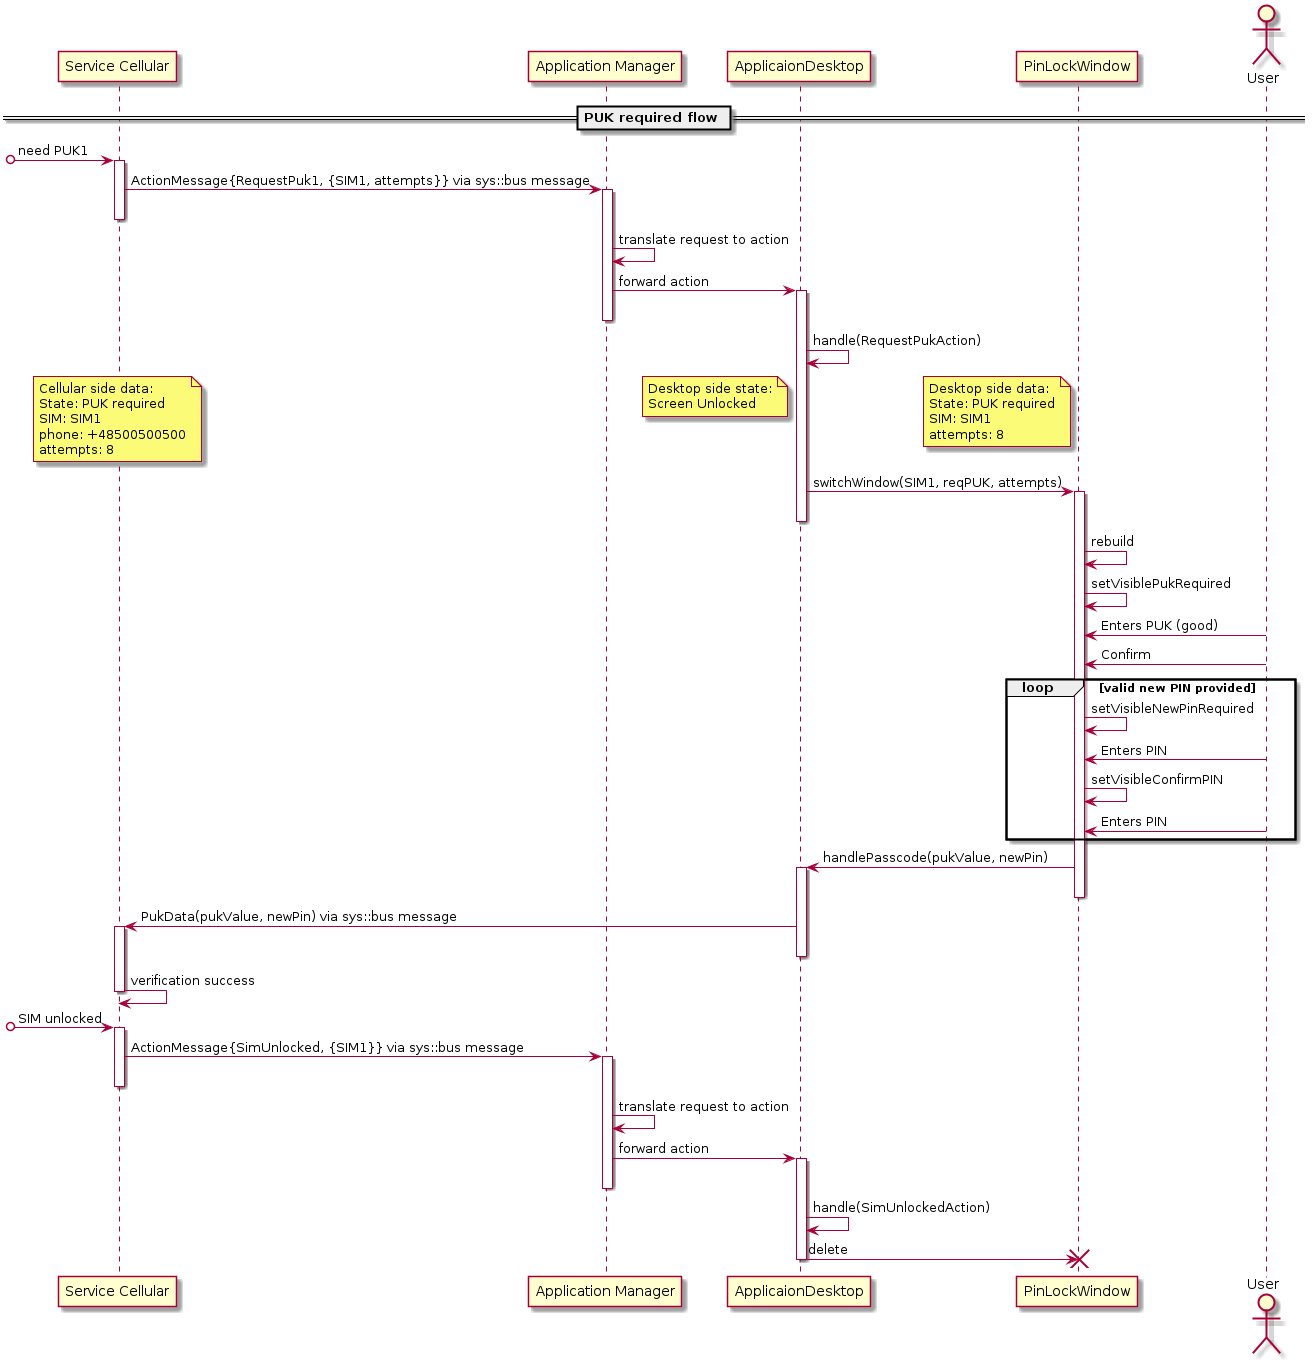 User
Service Cellular
Application Manager
ApplicaionDesktop
PinLockWindow
PUK required flow
need PUK1
ActionMessage{RequestPuk1, {SIM1, attempts}} via sys::bus message
translate request to action
forward action
handle(RequestPukAction)
Cellular side data:
State: PUK required
SIM: SIM1
phone: +48500500500
attempts: 8
Desktop side state:
Screen Unlocked
Desktop side data:
State: PUK required
SIM: SIM1
attempts: 8
switchWindow(SIM1, reqPUK, attempts)
rebuild
setVisiblePukRequired
Enters PUK (good)
Confirm
loop
[valid new PIN provided]
setVisibleNewPinRequired
Enters PIN
setVisibleConfirmPIN
Enters PIN
handlePasscode(pukValue, newPin)
PukData(pukValue, newPin) via sys::bus message
verification success
SIM unlocked
ActionMessage{SimUnlocked, {SIM1}} via sys::bus message
translate request to action
forward action
handle(SimUnlockedAction)
delete
Service Cellular
Application Manager
ApplicaionDesktop
PinLockWindow
User